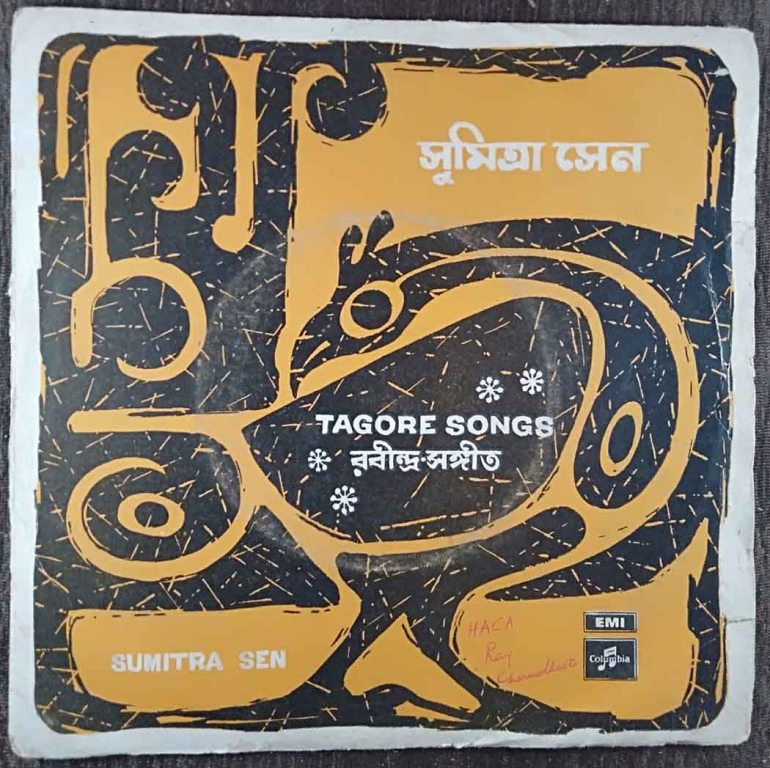 সুমিত্রা সেন
TAGORE SONGS
রবীন্দ্র·সঙ্গীত
SUMITRA SEN
HACA
Ray
EMI
Columbia